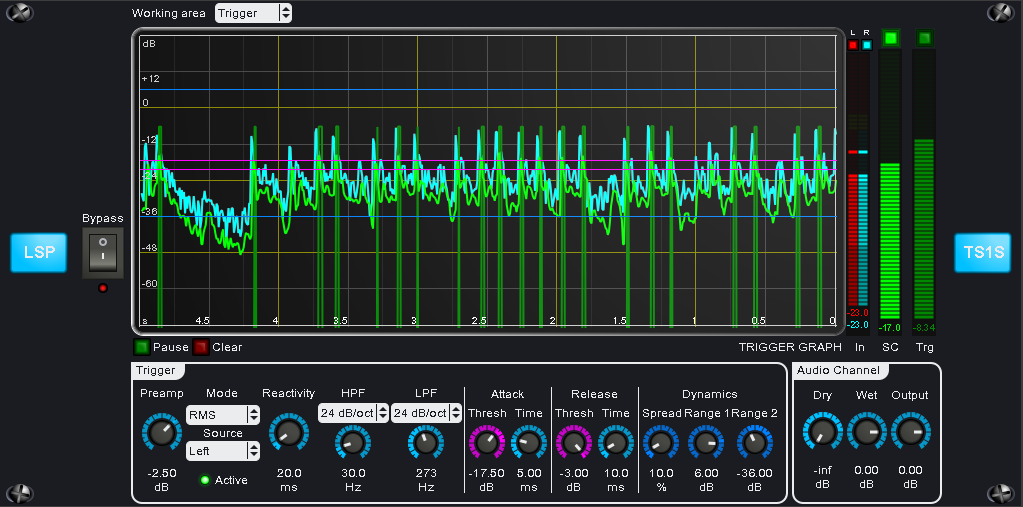 Working area Trigger
dB
L R
+12
0
-12
-24
-36
Bypass
LSP
TS1S
-48
-60
s 4.5 4 3.5 3 2.5 2 1.5 1 0.5 0
-23.0
-23.0
-17.0
-8.34
Pause Clear
TRIGGER GRAPH In SC Trg
Trigger
Preamp Mode Reactivity HPF LPF Attack Release Dynamics
RMS 24 dB/oct 24 dB/oct Thresh Time Thresh Time Spread Range 1 Range 2
Source
Left
-2.50 Active 20.0 30.0 273 -17.50 5.00 -3.00 10.0 10.0 6.00 -36.00
dB ms Hz Hz dB ms dB ms % dB dB
Audio Channel
Dry Wet Output
-inf 0.00 0.00
dB dB dB